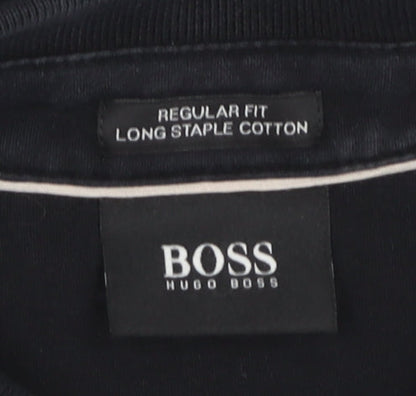 REGULAR FIT
LONG STAPLE COTTON
BOSS
HUGO BOSS